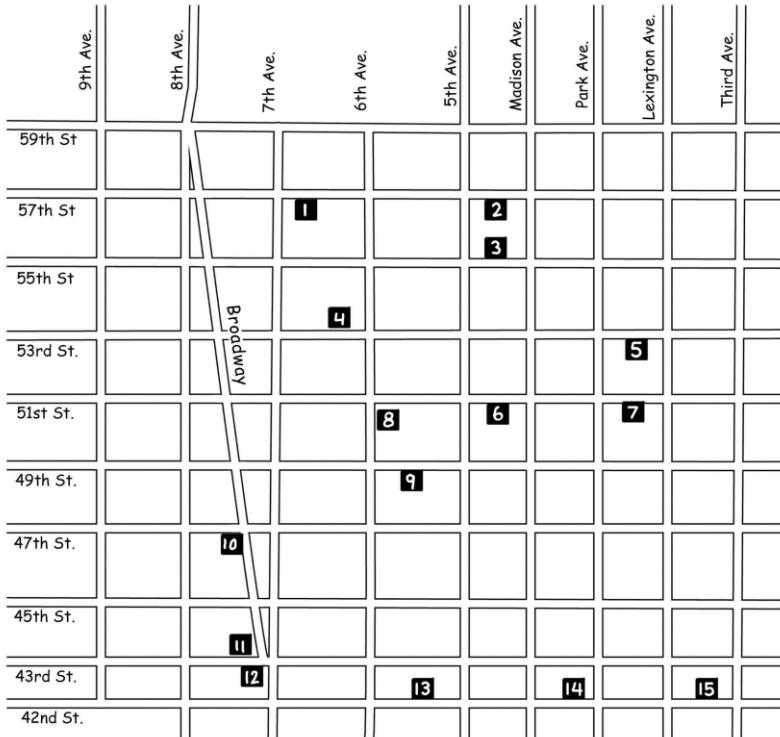 9th Ave.
8th Ave.
7th Ave.
6th Ave.
5th Ave.
Madison Ave.
Park Ave.
Lexington Ave.
Third Ave.
59th St
57th St
1
2
3
55th St
Broadway
4
53rd St.
5
51st St.
8
6
7
49th St.
9
47th St.
10
45th St.
11
43rd St.
12
13
14
15
42nd St.